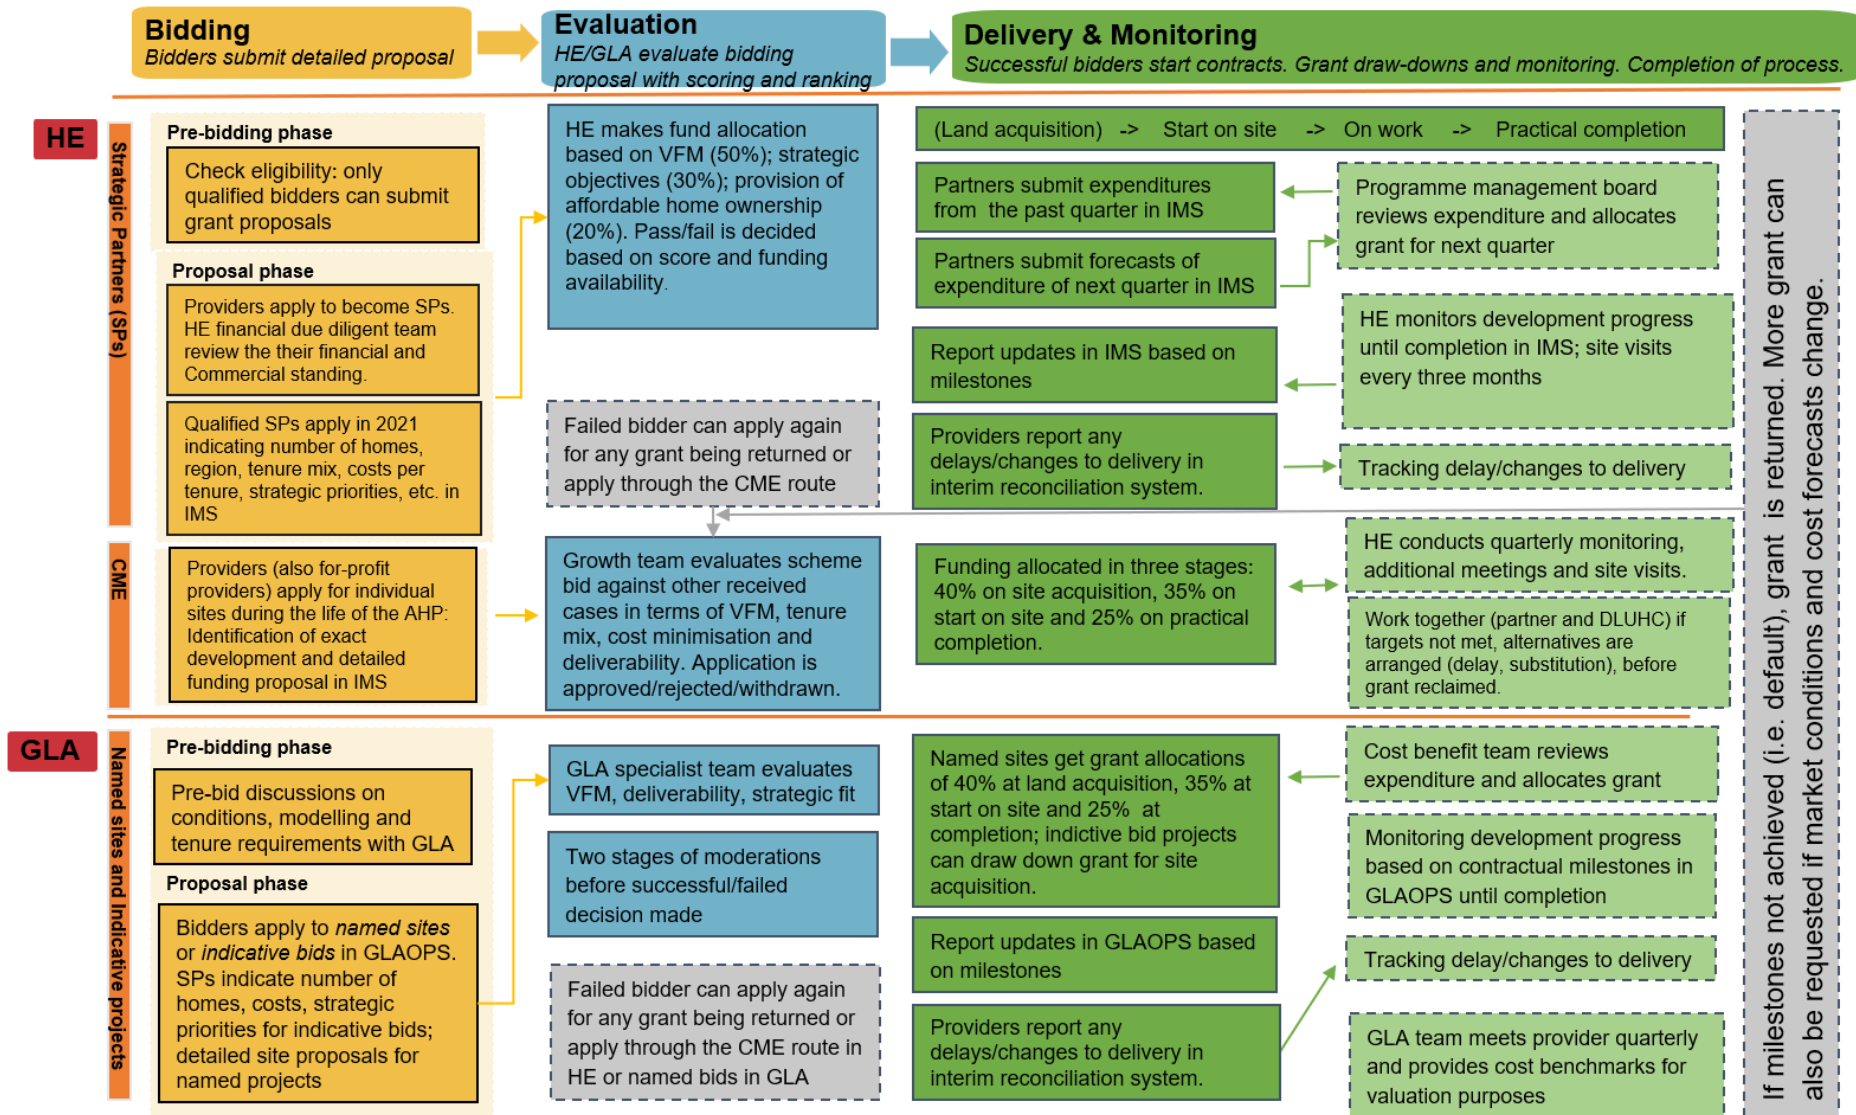 Bidding
Bidders submit detailed proposal
Evaluation
HE/GLA evaluate bidding
proposal with scoring and ranking
Delivery & Monitoring
Successful bidders start contracts. Grant draw-downs and monitoring. Completion of process.
HE
Strategic Partners (SPs)
Pre-bidding phase
Check eligibility: only
qualified bidders can submit
grant proposals
Proposal phase
Providers apply to become SPs.
HE financial due diligent team
review the their financial and
Commercial standing.
Qualified SPs apply in 2021
indicating number of homes,
region, tenure mix, costs per
tenure, strategic priorities, etc. in
IMS
HE makes fund allocation
based on VFM (50%); strategic
objectives (30%); provision of
affordable home ownership
(20%). Pass/fail is decided
based on score and funding
availability.
Failed bidder can apply again
for any grant being returned or
apply through the CME route
(Land acquisition) -> Start on site -> On work -> Practical completion
Partners submit expenditures
from the past quarter in IMS
Partners submit forecasts of
expenditure of next quarter in IMS
Report updates in IMS based on
milestones
Providers report any
delays/changes to delivery in
interim reconciliation system.
Programme management board
reviews expenditure and allocates
grant for next quarter
HE monitors development progress
until completion in IMS; site visits
every three months
Tracking delay/changes to delivery
CME
Providers (also for-profit
providers) apply for individual
sites during the life of the AHP:
Identification of exact
development and detailed
funding proposal in IMS
Growth team evaluates scheme
bid against other received
cases in terms of VFM, tenure
mix, cost minimisation and
deliverability. Application is
approved/rejected/withdrawn.
Funding allocated in three stages:
40% on site acquisition, 35% on
start on site and 25% on practical
completion.
HE conducts quarterly monitoring,
additional meetings and site visits.
Work together (partner and DLUHC) if
targets not met, alternatives are
arranged (delay, substitution), before
grant reclaimed.
GLA
Named sites and Indicative projects
Pre-bidding phase
Pre-bid discussions on
conditions, modelling and
tenure requirements with GLA
Proposal phase
Bidders apply to named sites
or indicative bids in GLAOPS.
SPs indicate number of
homes, costs, strategic
priorities for indicative bids;
detailed site proposals for
named projects
GLA specialist team evaluates
VFM, deliverability, strategic fit
Two stages of moderations
before successful/failed
decision made
Failed bidder can apply again
for any grant being returned or
apply through the CME route in
HE or named bids in GLA
Named sites get grant allocations
of 40% at land acquisition, 35% at
start on site and 25% at
completion; indictive bid projects
can draw down grant for site
acquisition.
Report updates in GLAOPS based
on milestones
Providers report any
delays/changes to delivery in
interim reconciliation system.
Cost benefit team reviews
expenditure and allocates grant
Monitoring development progress
based on contractual milestones in
GLAOPS until completion
Tracking delay/changes to delivery
GLA team meets provider quarterly
and provides cost benchmarks for
valuation purposes
If milestones not achieved (i.e. default), grant is returned. More grant can
also be requested if market conditions and cost forecasts change.